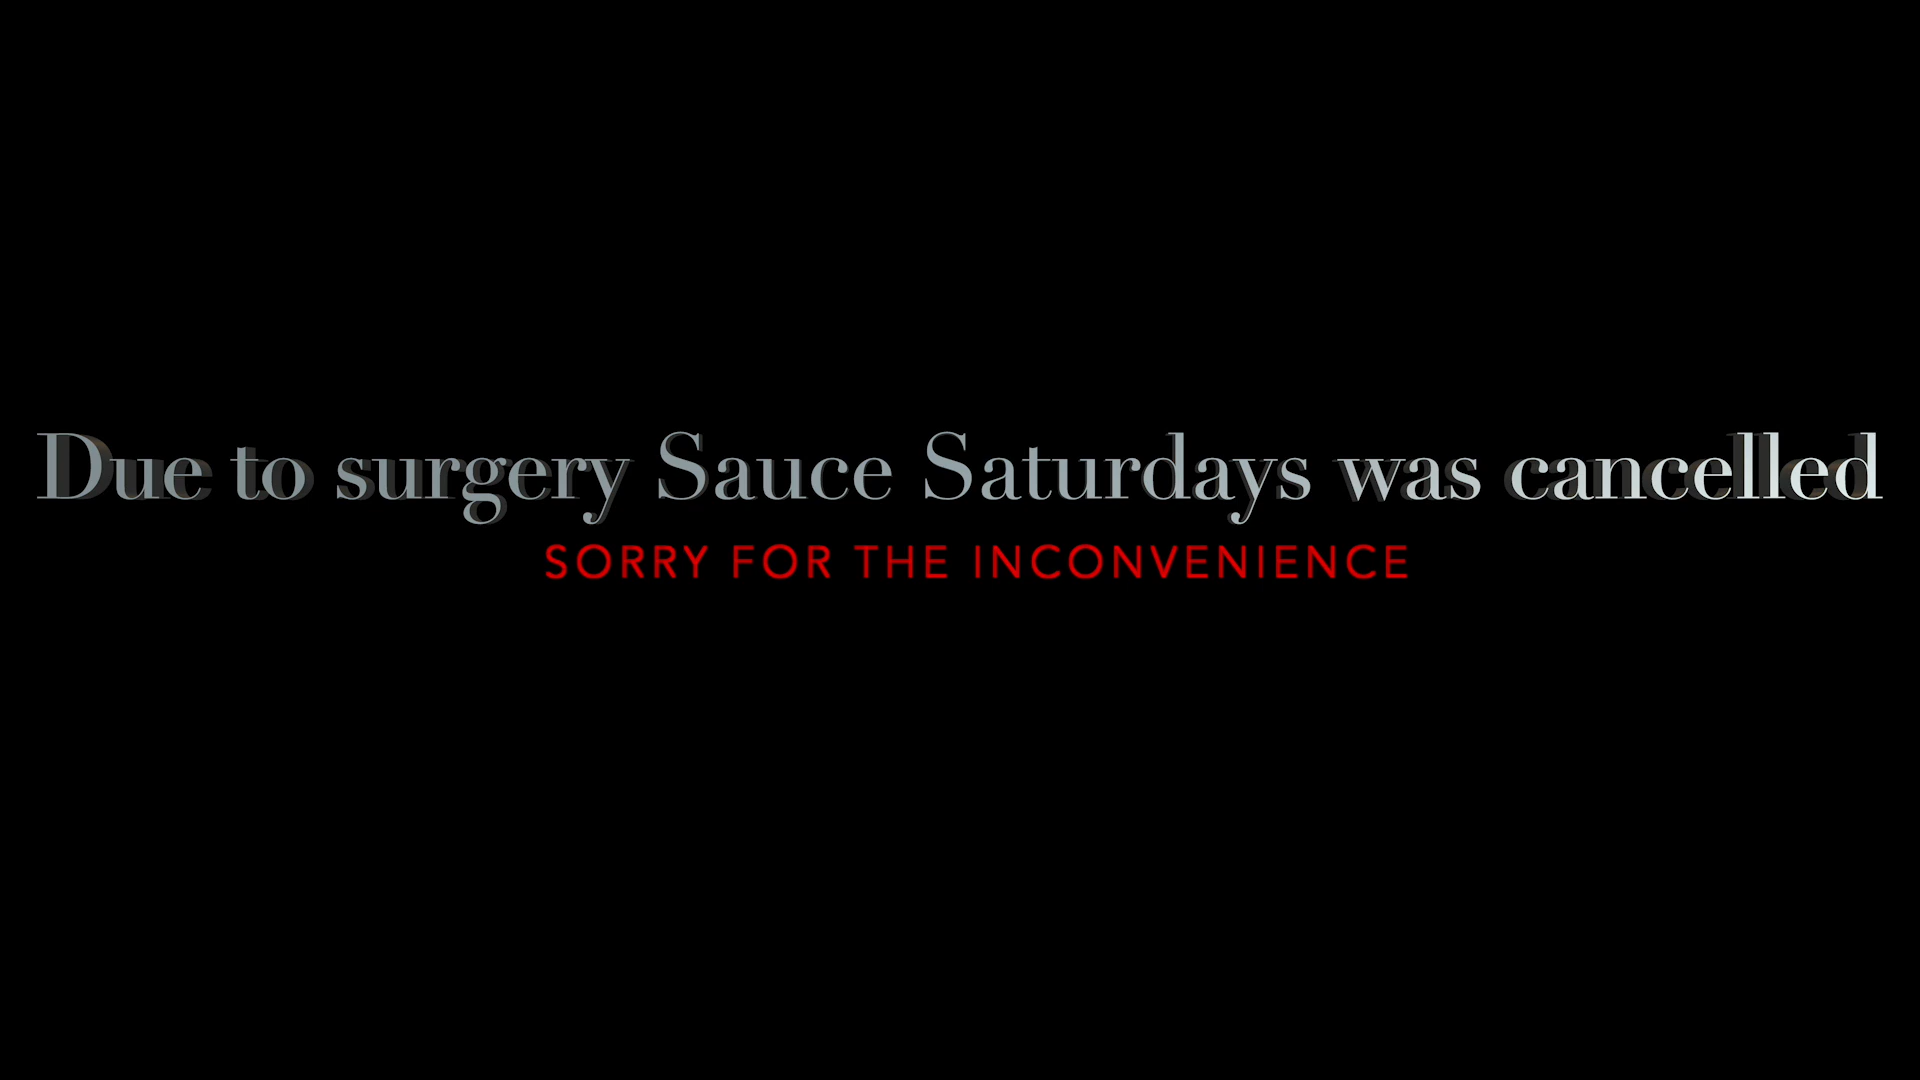 Due to surgery Sauce Saturdays was cancelled
SORRY FOR THE INCONVENIENCE